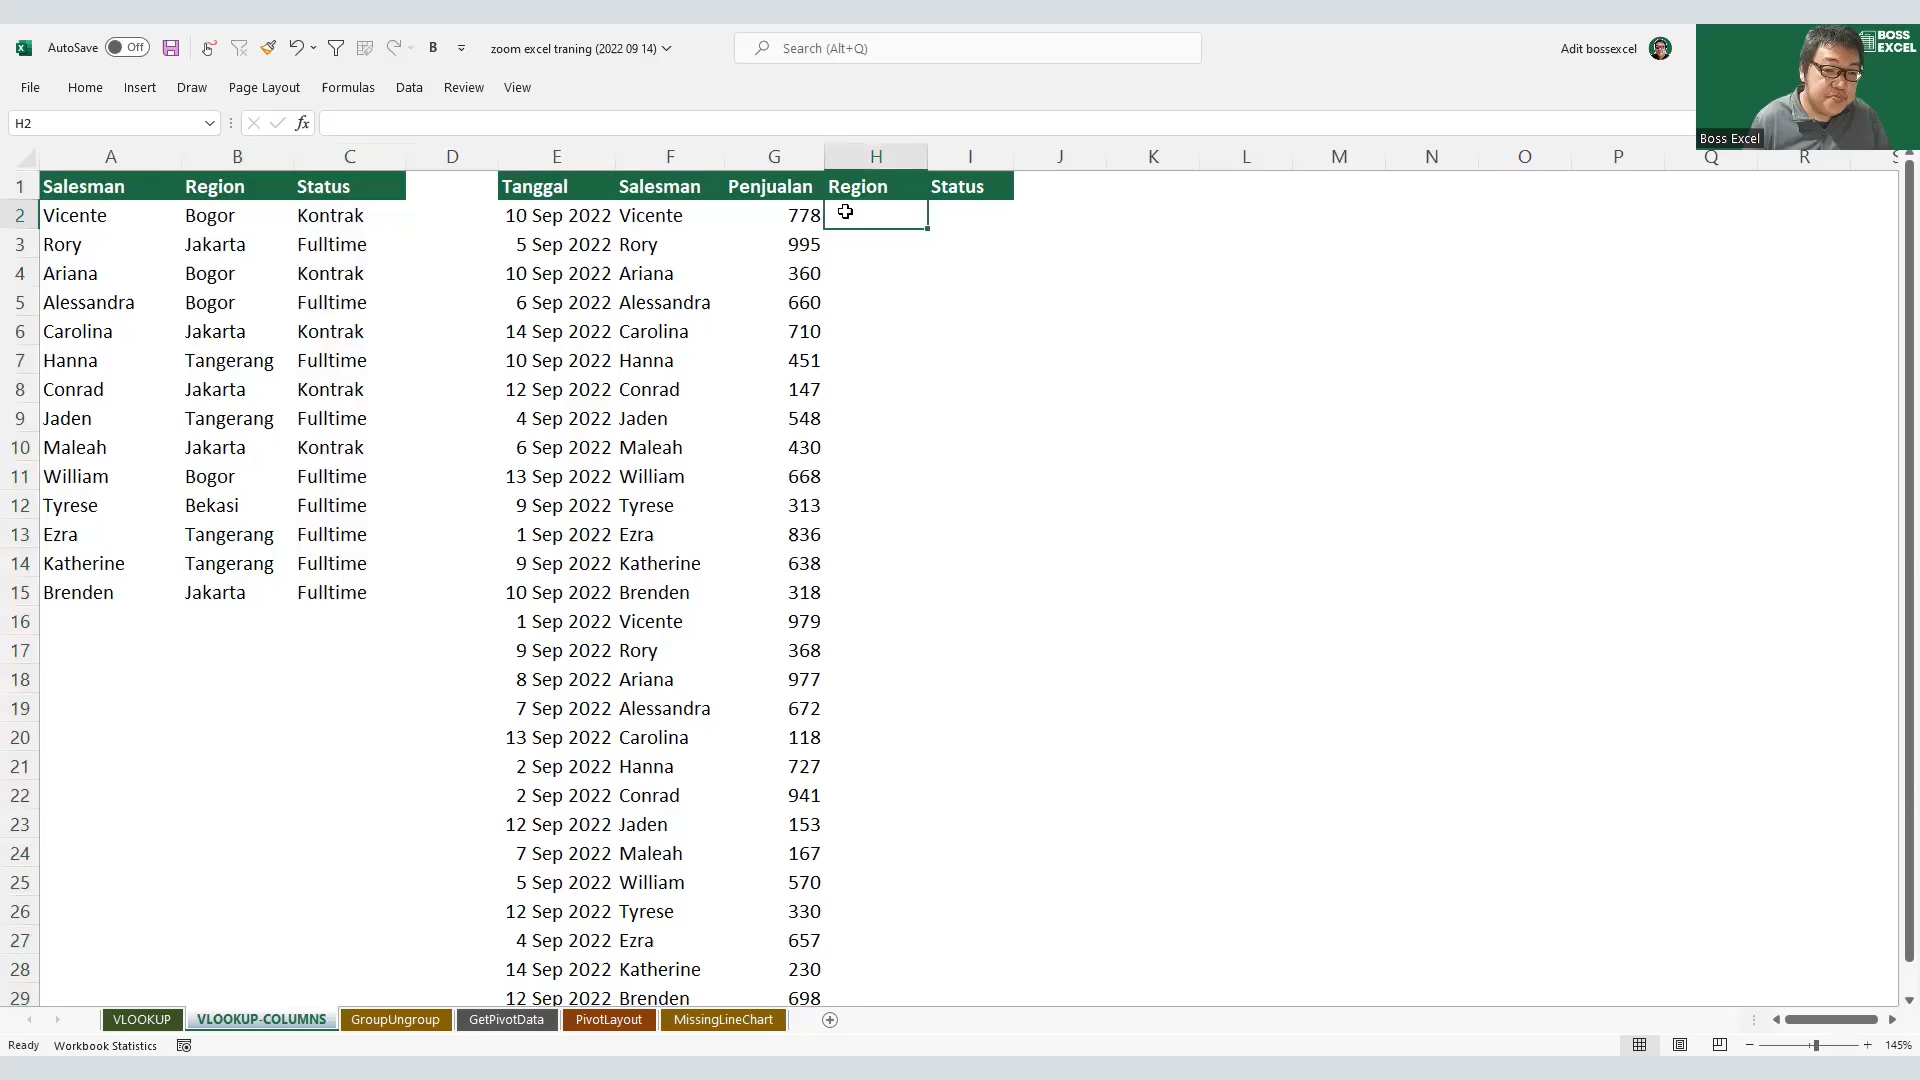 AutoSave Off B zoom excel traning (2022 09 14) Search (Alt+Q) Adit bossexcel
BOSS
EXCEL
File Home Insert Draw Page Layout Formulas Data Review View
Boss Excel
H2 fx
A B C D E F G H I J K L M N O P Q R
1 Salesman Region Status Tanggal Salesman Penjualan Region Status
2 Vicente Bogor Kontrak 10 Sep 2022 Vicente 778
3 Rory Jakarta Fulltime 5 Sep 2022 Rory 995
4 Ariana Bogor Kontrak 10 Sep 2022 Ariana 360
5 Alessandra Bogor Fulltime 6 Sep 2022 Alessandra 660
6 Carolina Jakarta Kontrak 14 Sep 2022 Carolina 710
7 Hanna Tangerang Fulltime 10 Sep 2022 Hanna 451
8 Conrad Jakarta Kontrak 12 Sep 2022 Conrad 147
9 Jaden Tangerang Fulltime 4 Sep 2022 Jaden 548
10 Maleah Jakarta Kontrak 6 Sep 2022 Maleah 430
11 William Bogor Fulltime 13 Sep 2022 William 668
12 Tyrese Bekasi Fulltime 9 Sep 2022 Tyrese 313
13 Ezra Tangerang Fulltime 1 Sep 2022 Ezra 836
14 Katherine Tangerang Fulltime 9 Sep 2022 Katherine 638
15 Brenden Jakarta Fulltime 10 Sep 2022 Brenden 318
16 1 Sep 2022 Vicente 979
17 9 Sep 2022 Rory 368
18 8 Sep 2022 Ariana 977
19 7 Sep 2022 Alessandra 672
20 13 Sep 2022 Carolina 118
21 2 Sep 2022 Hanna 727
22 2 Sep 2022 Conrad 941
23 12 Sep 2022 Jaden 153
24 7 Sep 2022 Maleah 167
25 5 Sep 2022 William 570
26 12 Sep 2022 Tyrese 330
27 4 Sep 2022 Ezra 657
28 14 Sep 2022 Katherine 230
29 12 Sep 2022 Brenden 698
VLOOKUP VLOOKUP-COLUMNS GroupUngroup GetPivotData PivotLayout MissingLineChart
Ready Workbook Statistics 145%